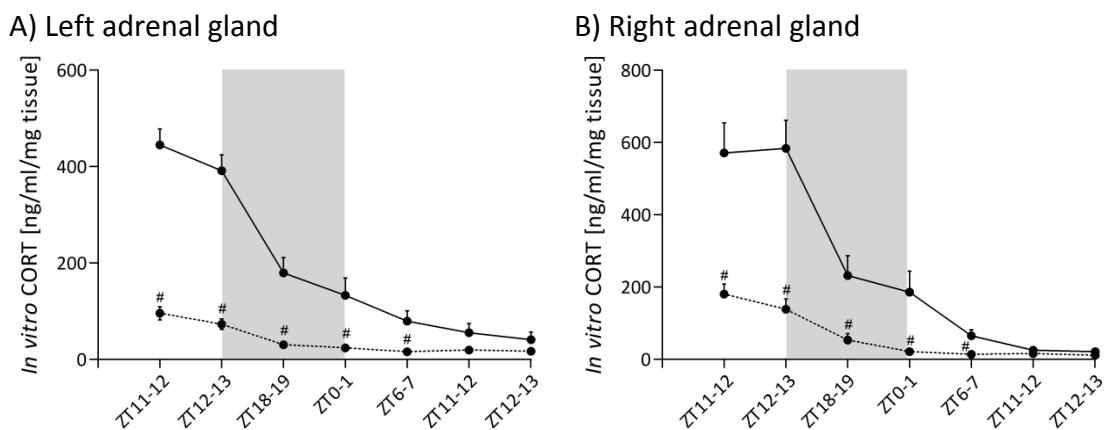 A) Left adrenal gland
In vitro CORT [ng/ml/mg tissue]
600
400
200
0
#
#
#
#
#
ZT11-12
ZT12-13
ZT18-19
ZT0-1
ZT6-7
ZT11-12
ZT12-13
B) Right adrenal gland
In vitro CORT [ng/ml/mg tissue]
800
600
400
200
0
#
#
#
#
#
ZT11-12
ZT12-13
ZT18-19
ZT0-1
ZT6-7
ZT11-12
ZT12-13